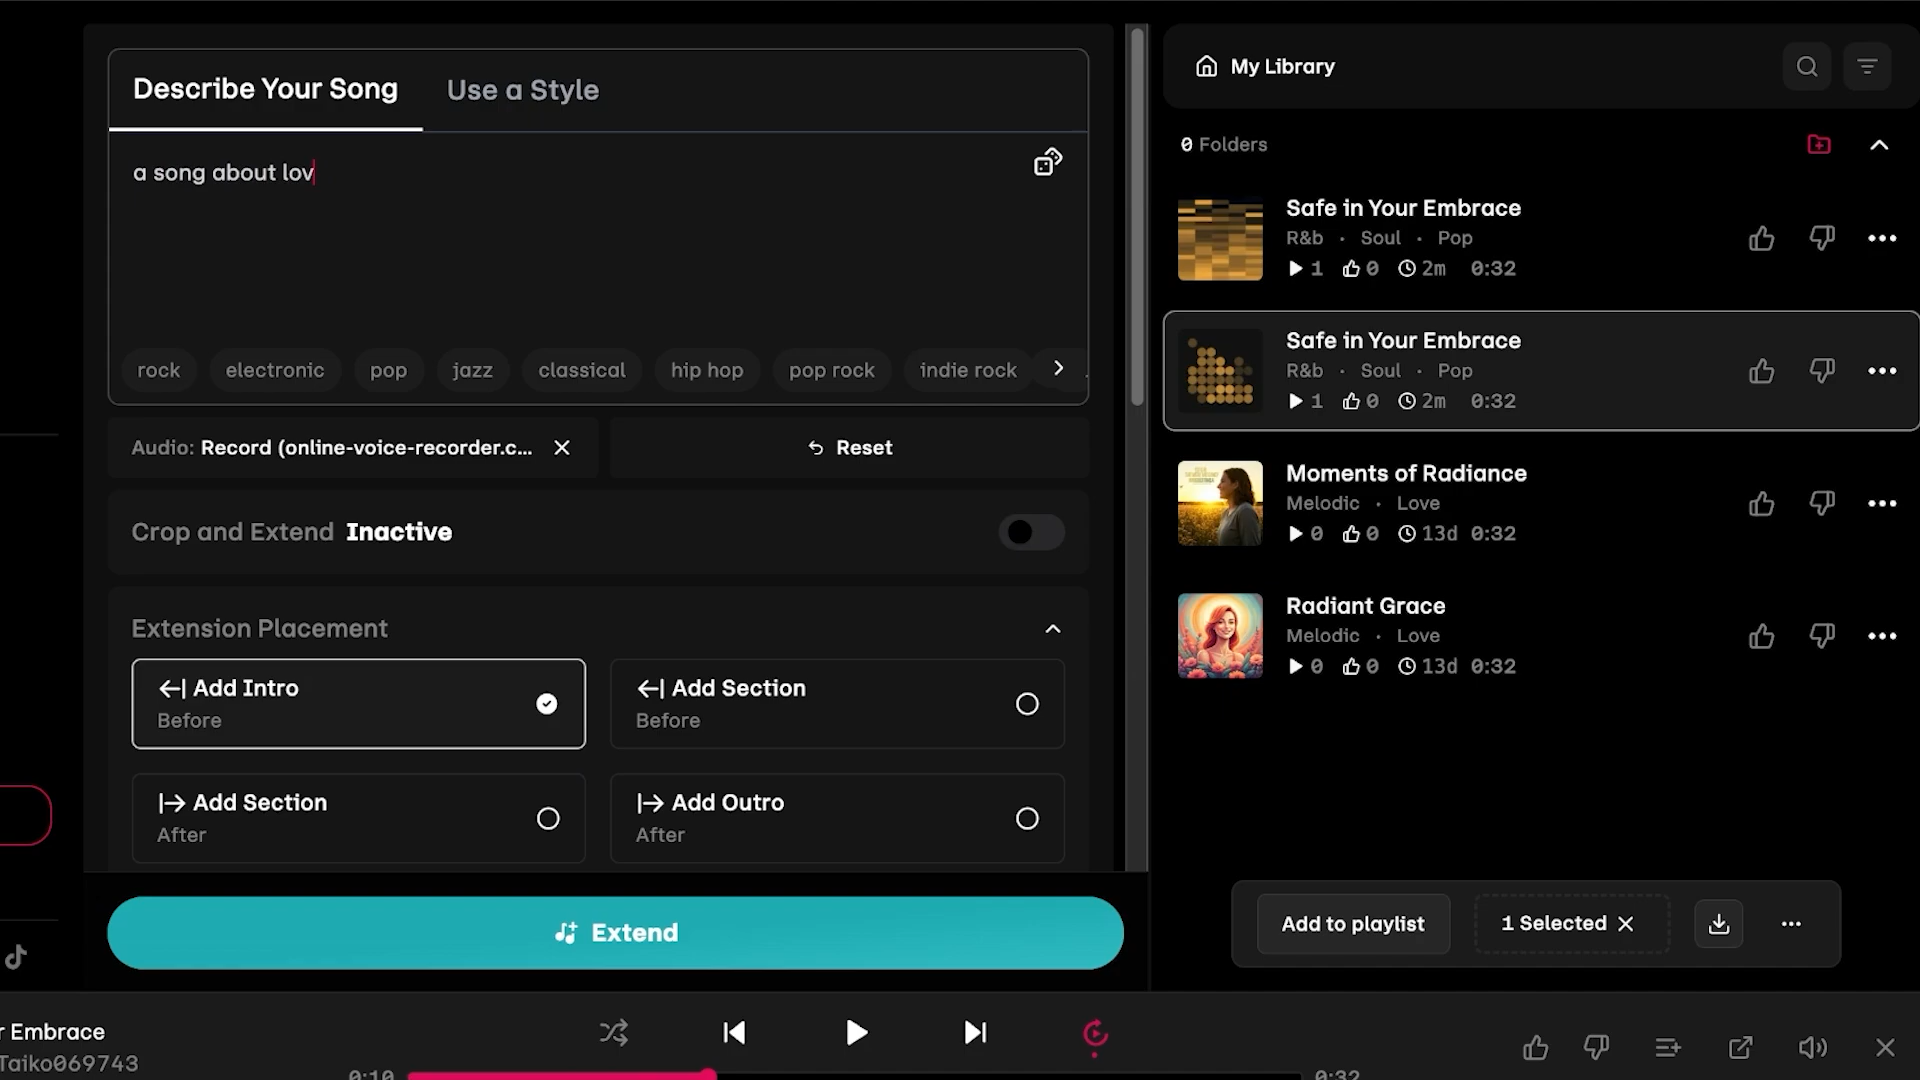 Describe Your Song
Use a Style
a song about lov
rock
electronic
pop
jazz
classical
hip hop
pop rock
indie rock
Audio: Record (online-voice-recorder.c...
Reset
Crop and Extend Inactive
Extension Placement
Add Intro
Before
Add Section
Before
Add Section
After
Add Outro
After
Extend
My Library
0 Folders
Safe in Your Embrace
R&b · Soul · Pop
1 0 2m 0:32
Safe in Your Embrace
R&b · Soul · Pop
1 0 2m 0:32
Moments of Radiance
Melodic · Love
0 0 13d 0:32
Radiant Grace
Melodic · Love
0 0 13d 0:32
Add to playlist
1 Selected
r Embrace
Taiko069743
0:10
0:32